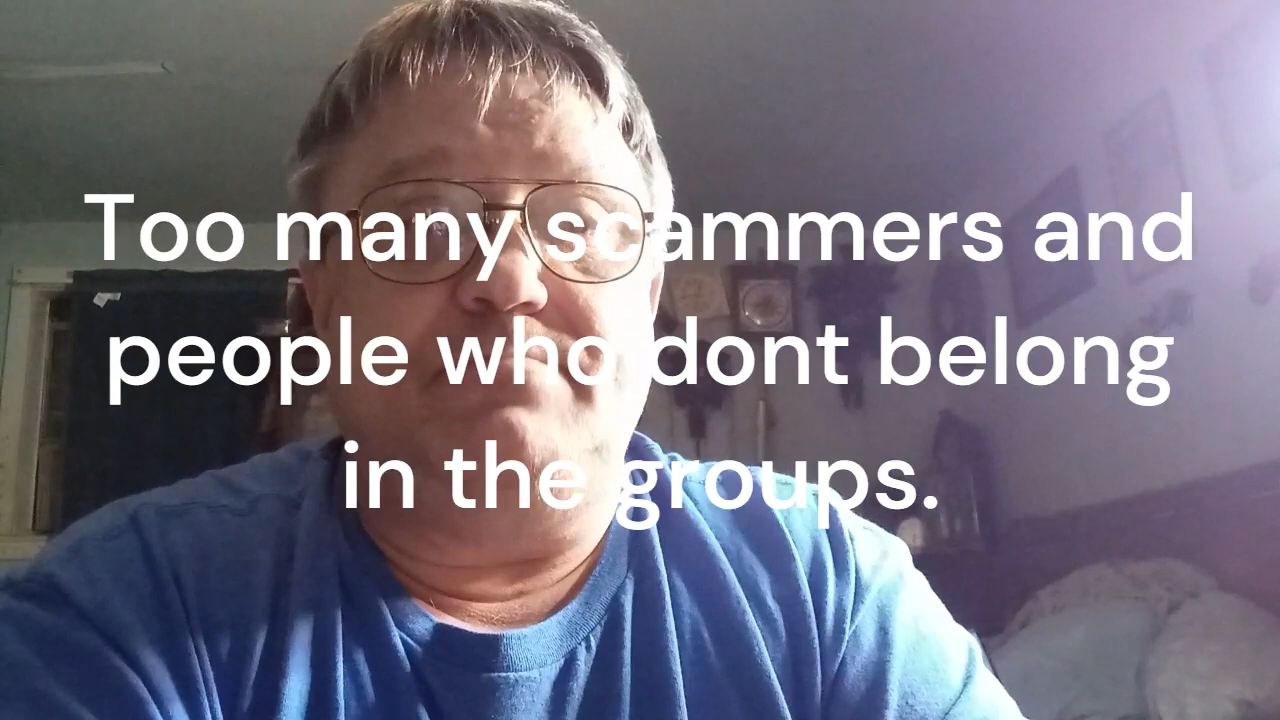 Too many scammers and
people who dont belong
in the groups.